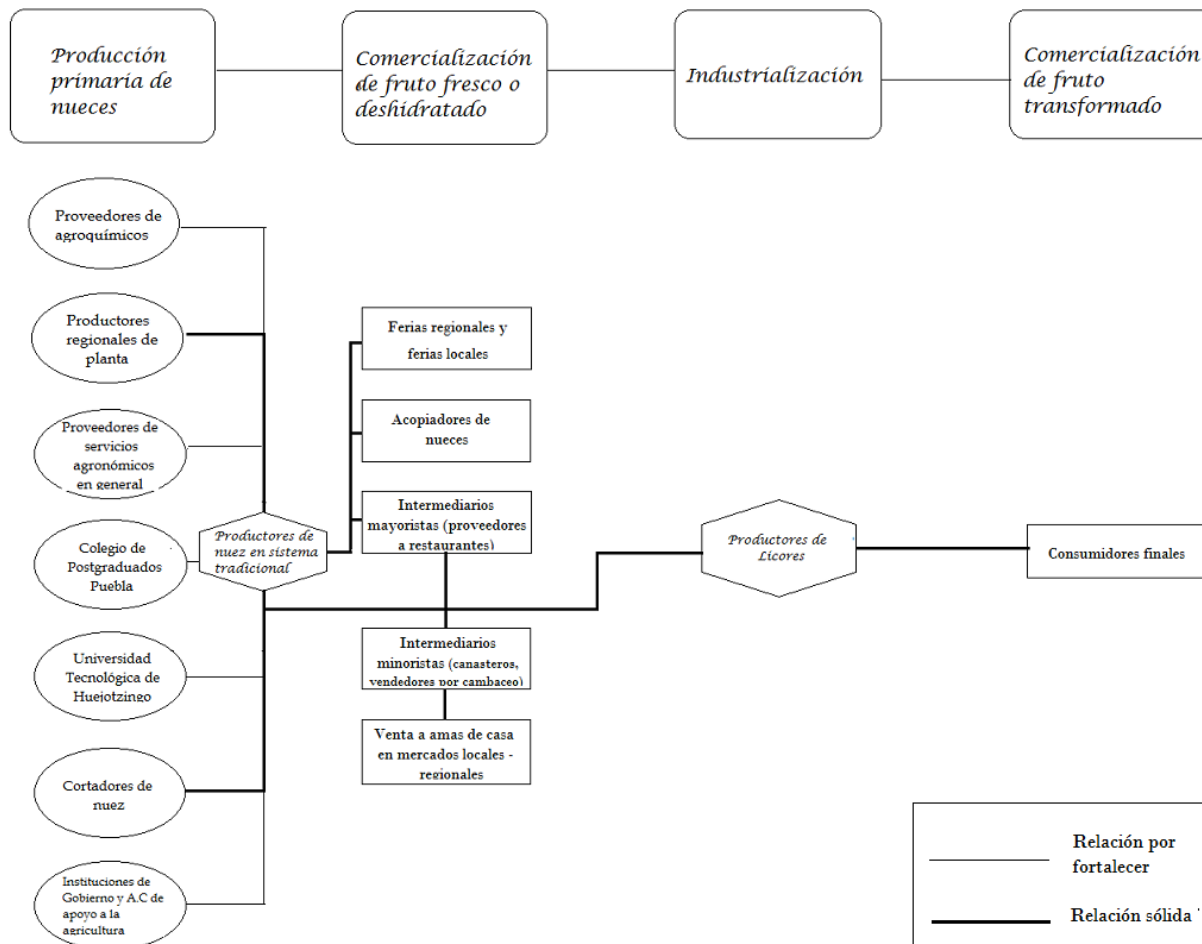 Producción
primaria de
nueces
Comercialización
de fruto fresco o
deshidratado
Industrialización
Comercialización
de fruto
transformado
Proveedores de
agroquímicos
Productores
regionales de
planta
Proveedores de
servicios
agronómicos
en general
Colegio de
Postgraduados
Puebla
Universidad
Tecnológica de
Huejotzingo
Cortadores de
nuez
Instituciones de
Gobierno y A.C de
apoyo a la
agricultura
Productores de
nuez en sistema
tradicional
Ferias regionales y
ferias locales
Acopiadores de
nueces
Intermediarios
mayoristas (proveedores
a restaurantes)
Intermediarios
minoristas (canasteros,
vendedores por cambaceo)
Venta a amas de casa
en mercados locales -
regionales
Productores de
Licores
Consumidores finales
Relación por
fortalecer
Relación sólida